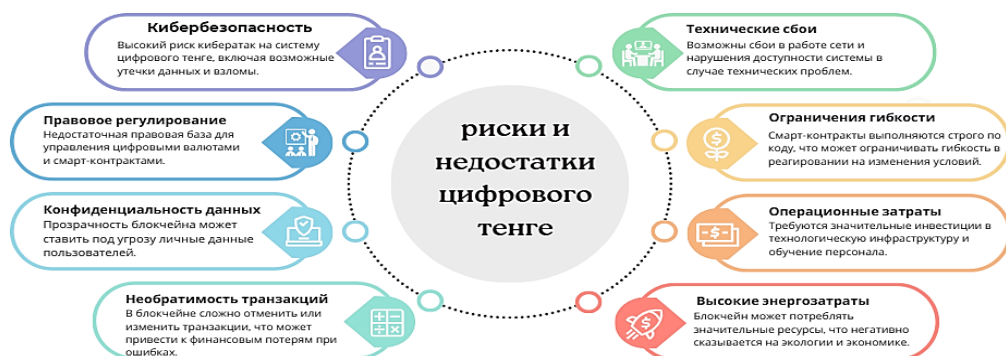 Кибербезопасность
Высокий риск кибератак на систему
цифрового тенге, включая возможные
утечки данных и взломы.
Правовое регулирование
Недостаточная правовая база для
управления цифровыми валютами
и смарт-контрактами.
Конфиденциальность данных
Прозрачность блокчейна может
ставить под угрозу личные данные
пользователей.
Необратимость транзакций
В блокчейне сложно отменить или
изменить транзакции, что может
привести к финансовым потерям при
ошибках.
риски и
недостатки
цифрового
тенге
Технические сбои
Возможны сбои в работе сети и
нарушения доступности системы в
случае технических проблем.
Ограничения гибкости
Смарт-контракты выполняются строго по
коду, что может ограничивать гибкость в
реагировании на изменения условий.
Операционные затраты
Требуются значительные инвестиции в
технологическую инфраструктуру и
обучение персонала.
Высокие энергозатраты
Блокчейн может потреблять
значительные ресурсы, что негативно
сказывается на экологии и экономике.